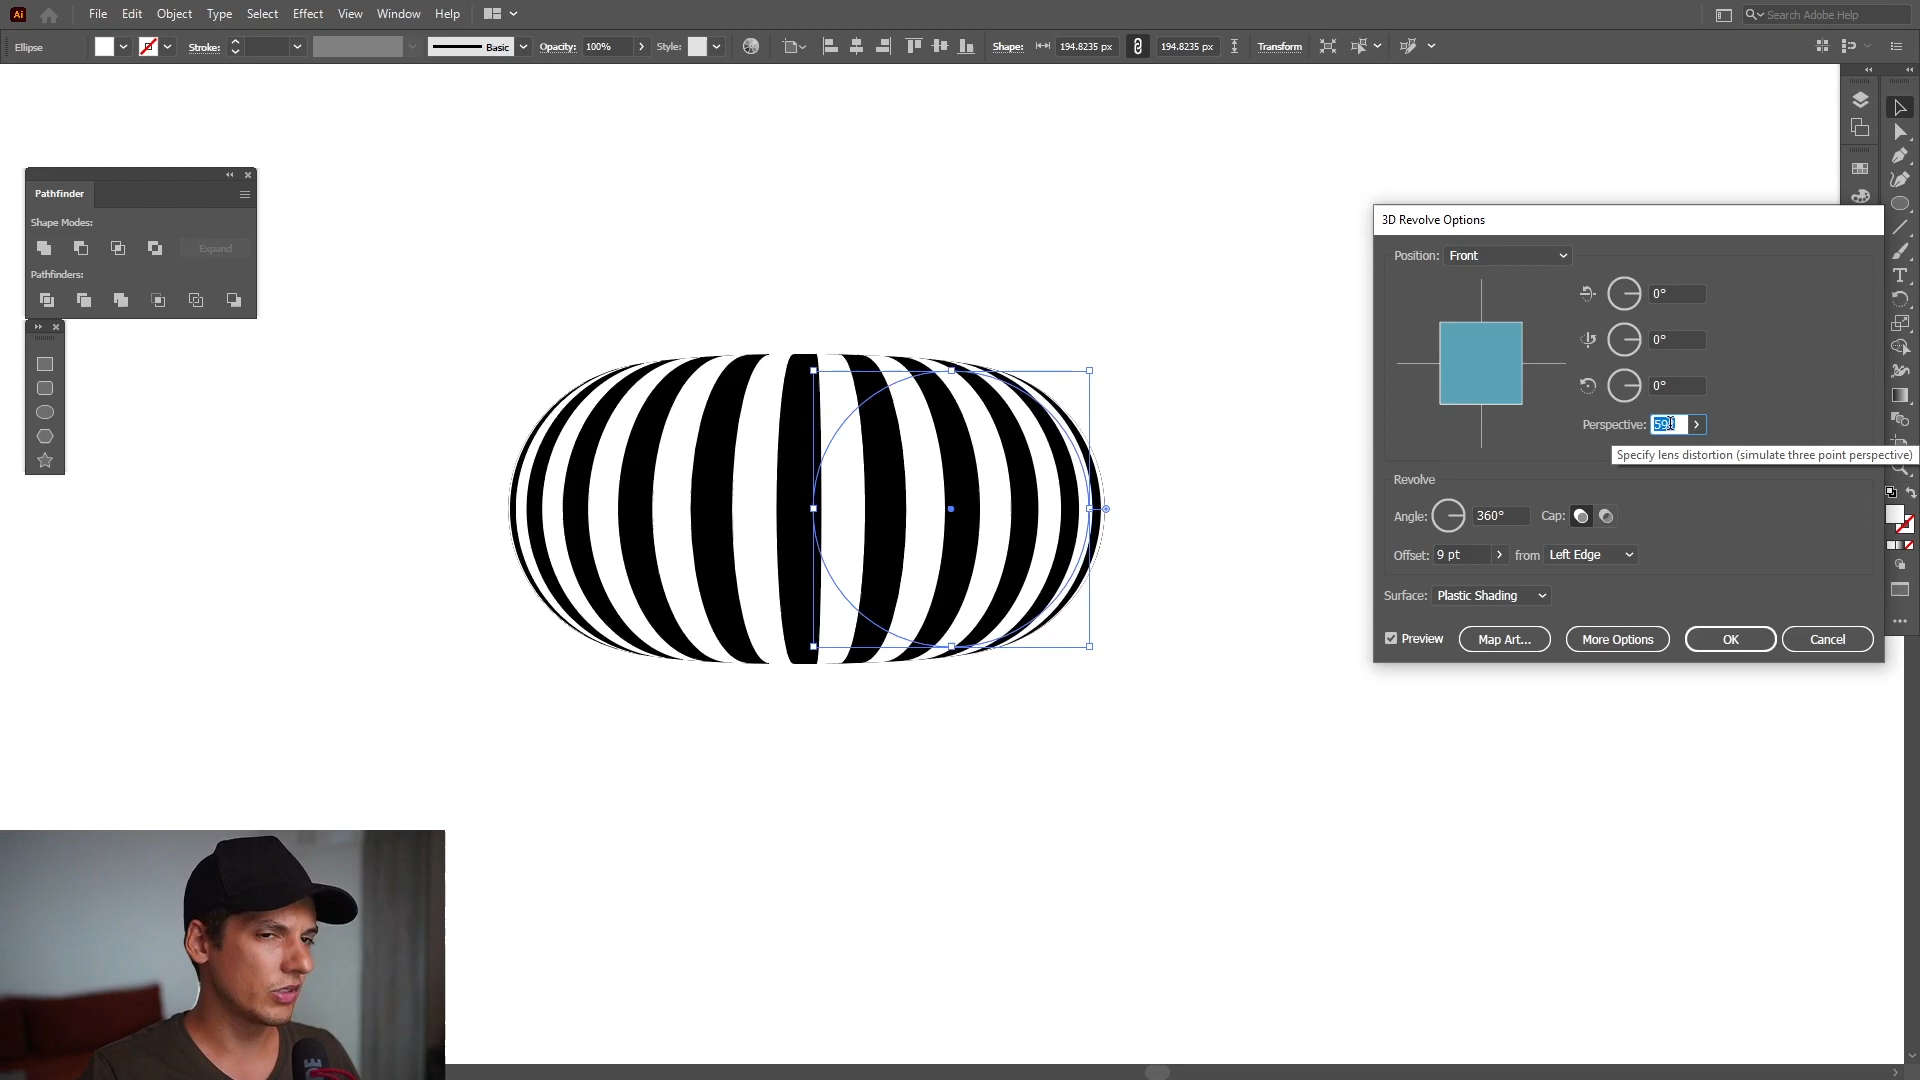 Ai File Edit Object Type Select Effect View Window Help Search Adobe Help
Ellipse Stroke: Basic Opacity: 100% Style: Shape: 194.8235 px 194.8235 px Transform
Pathfinder
Shape Modes:
Expand
Pathfinders:
3D Revolve Options
Position: Front
0°
0°
0°
Perspective:
Specify lens distortion (simulate three point perspective)
Revolve
Angle: 360° Cap:
Offset: 9 pt from Left Edge
Surface: Plastic Shading
Preview Map Art... More Options OK Cancel